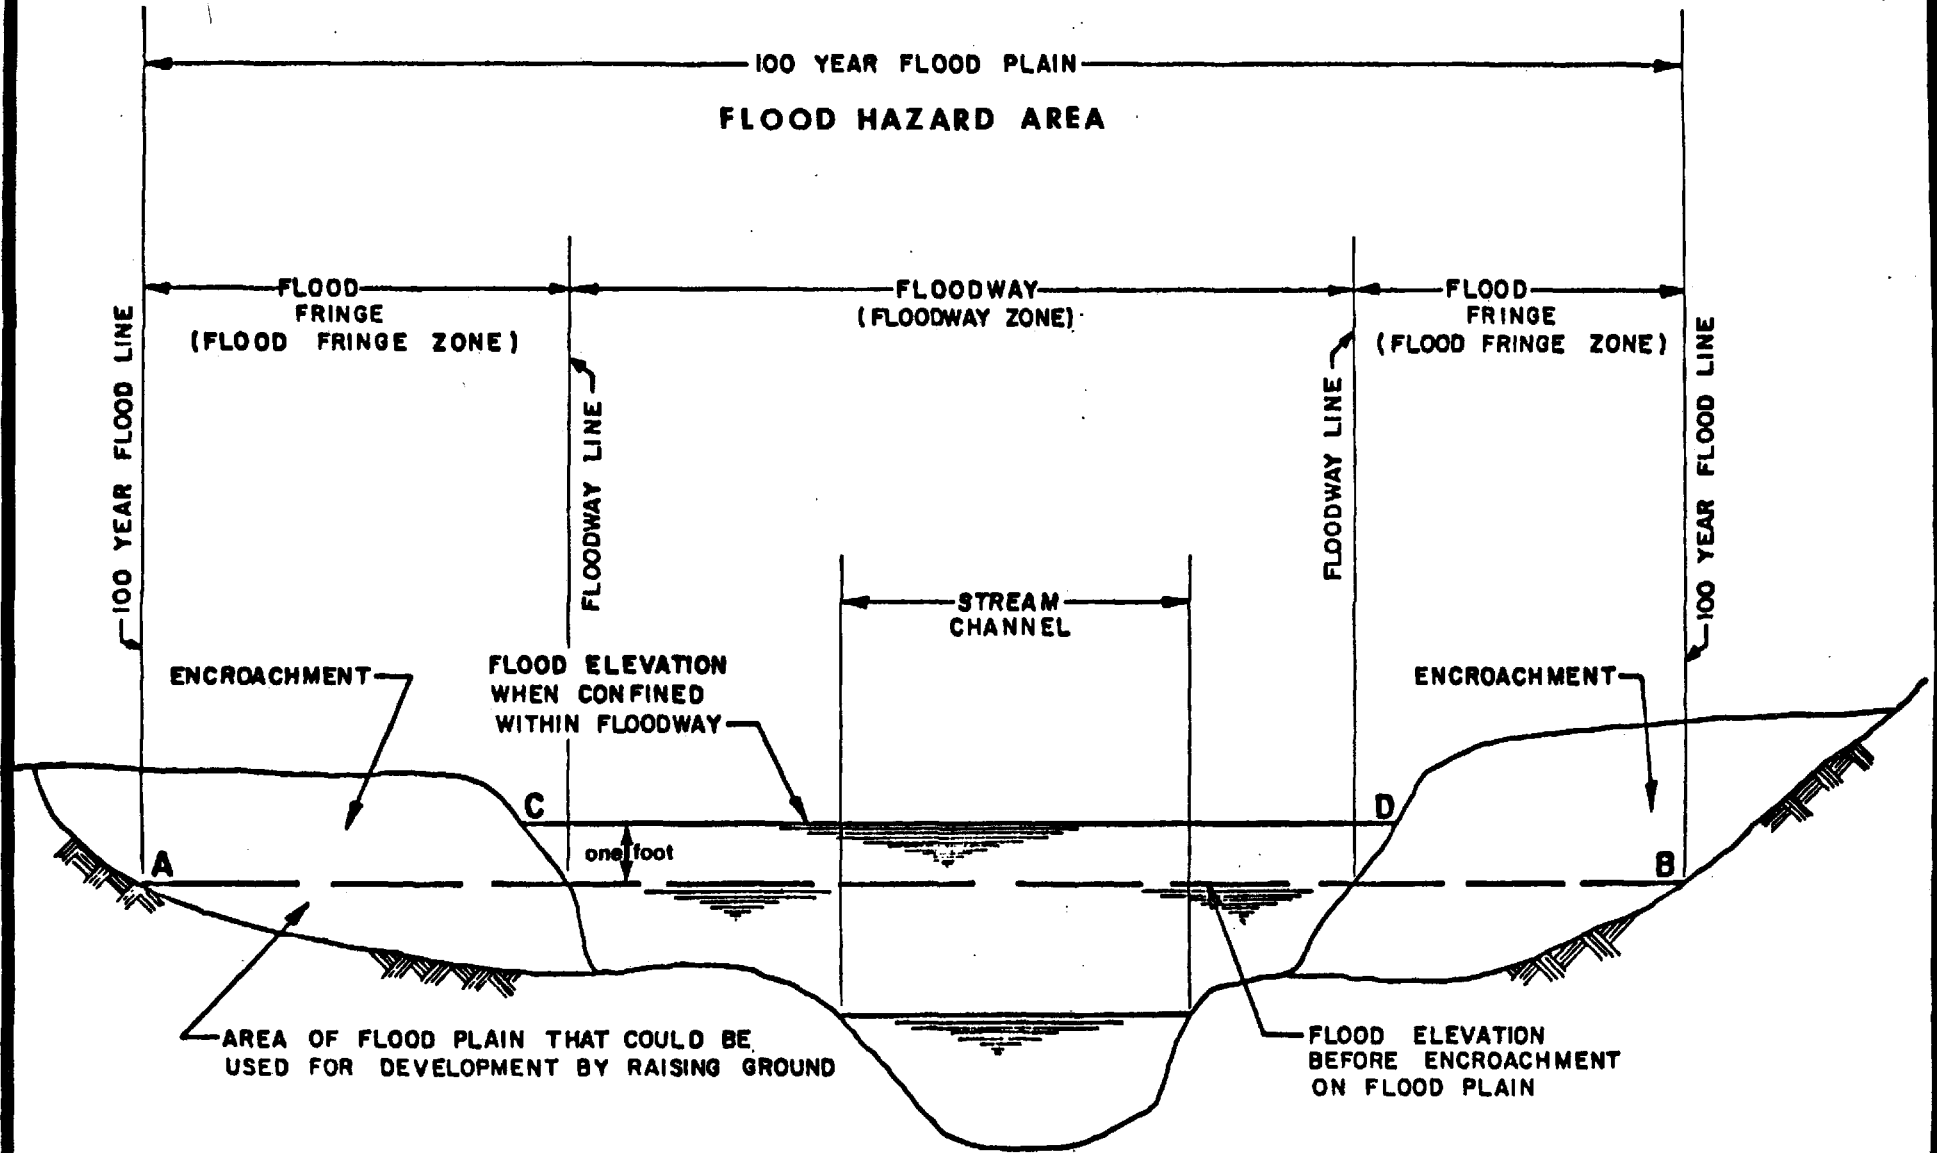 100 YEAR FLOOD PLAIN
FLOOD HAZARD AREA
FLOOD
FRINGE
(FLOOD FRINGE ZONE)
FLOODWAY
(FLOODWAY ZONE)
FLOOD
FRINGE
(FLOOD FRINGE ZONE)
100 YEAR FLOOD LINE
FLOODWAY LINE
FLOODWAY LINE
100 YEAR FLOOD LINE
STREAM
CHANNEL
ENCROACHMENT
FLOOD ELEVATION
WHEN CONFINED
WITHIN FLOODWAY
ENCROACHMENT
C
D
one foot
A
B
AREA OF FLOOD PLAIN THAT COULD BE
USED FOR DEVELOPMENT BY RAISING GROUND
FLOOD ELEVATION
BEFORE ENCROACHMENT
ON FLOOD PLAIN